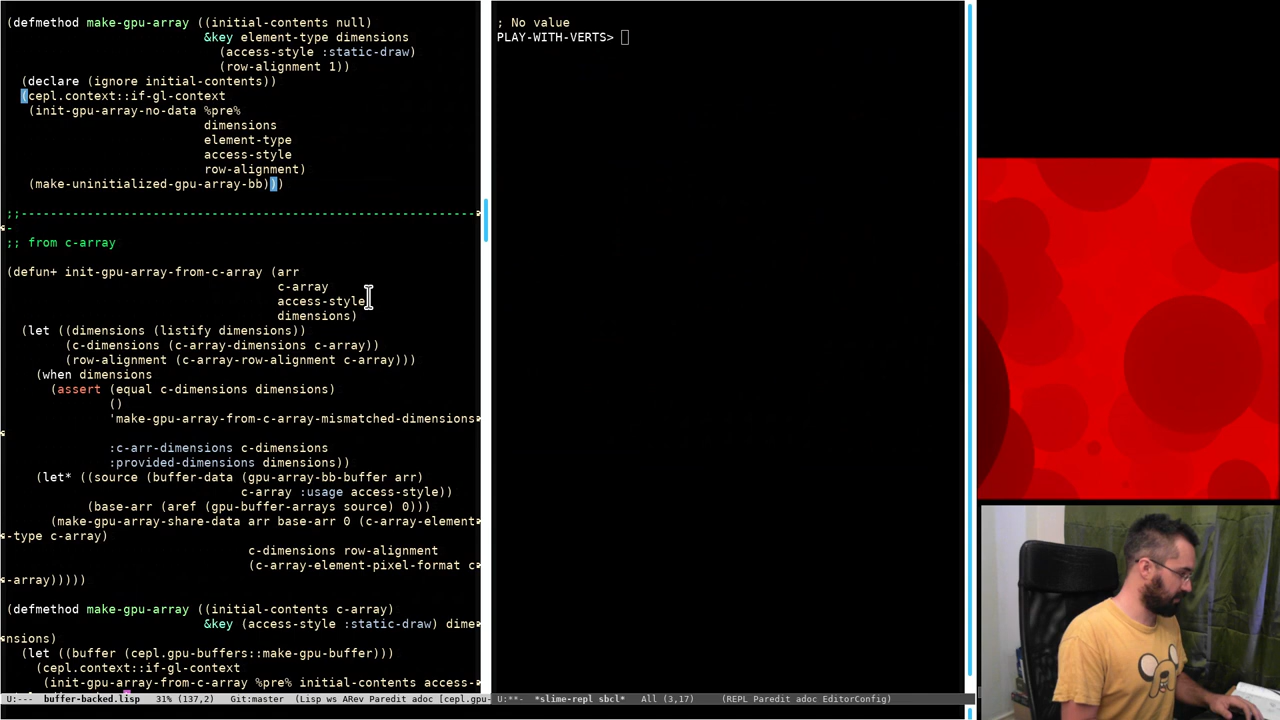 (defmethod make-gpu-array ((initial-contents null)
&key element-type dimensions
(access-style :static-draw)
(row-alignment 1))
(declare (ignore initial-contents))
(cepl.context::if-gl-context
(init-gpu-array-no-data %pre%
dimensions
element-type
access-style
row-alignment)
(make-uninitialized-gpu-array-bb)))
;;---------------------------------------------------------------
-
;; from c-array
(defun+ init-gpu-array-from-c-array (arr
c-array
access-style
dimensions)
(let ((dimensions (listify dimensions))
(c-dimensions (c-array-dimensions c-array))
(row-alignment (c-array-row-alignment c-array)))
(when dimensions
(assert (equal c-dimensions dimensions)
()
'make-gpu-array-from-c-array-mismatched-dimensions
:c-arr-dimensions c-dimensions
:provided-dimensions dimensions))
(let* ((source (buffer-data (gpu-array-bb-buffer arr)
c-array :usage access-style))
(base-arr (aref (gpu-buffer-arrays source) 0)))
(make-gpu-array-share-data arr base-arr 0 (c-array-element
-type c-array)
c-dimensions row-alignment
(c-array-element-pixel-format c
-array)))))
(defmethod make-gpu-array ((initial-contents c-array)
&key (access-style :static-draw) dime
nsions)
(let ((buffer (cepl.gpu-buffers::make-gpu-buffer)))
(cepl.context::if-gl-context
(init-gpu-array-from-c-array %pre% initial-contents access-
U:--- buffer-backed.lisp 31% (137,2) Git:master (Lisp ws ARev Paredit adoc [cepl.gpu-
; No value
PLAY-WITH-VERTS>
U:**- *slime-repl sbcl* All (3,17) (REPL Paredit adoc EditorConfig)